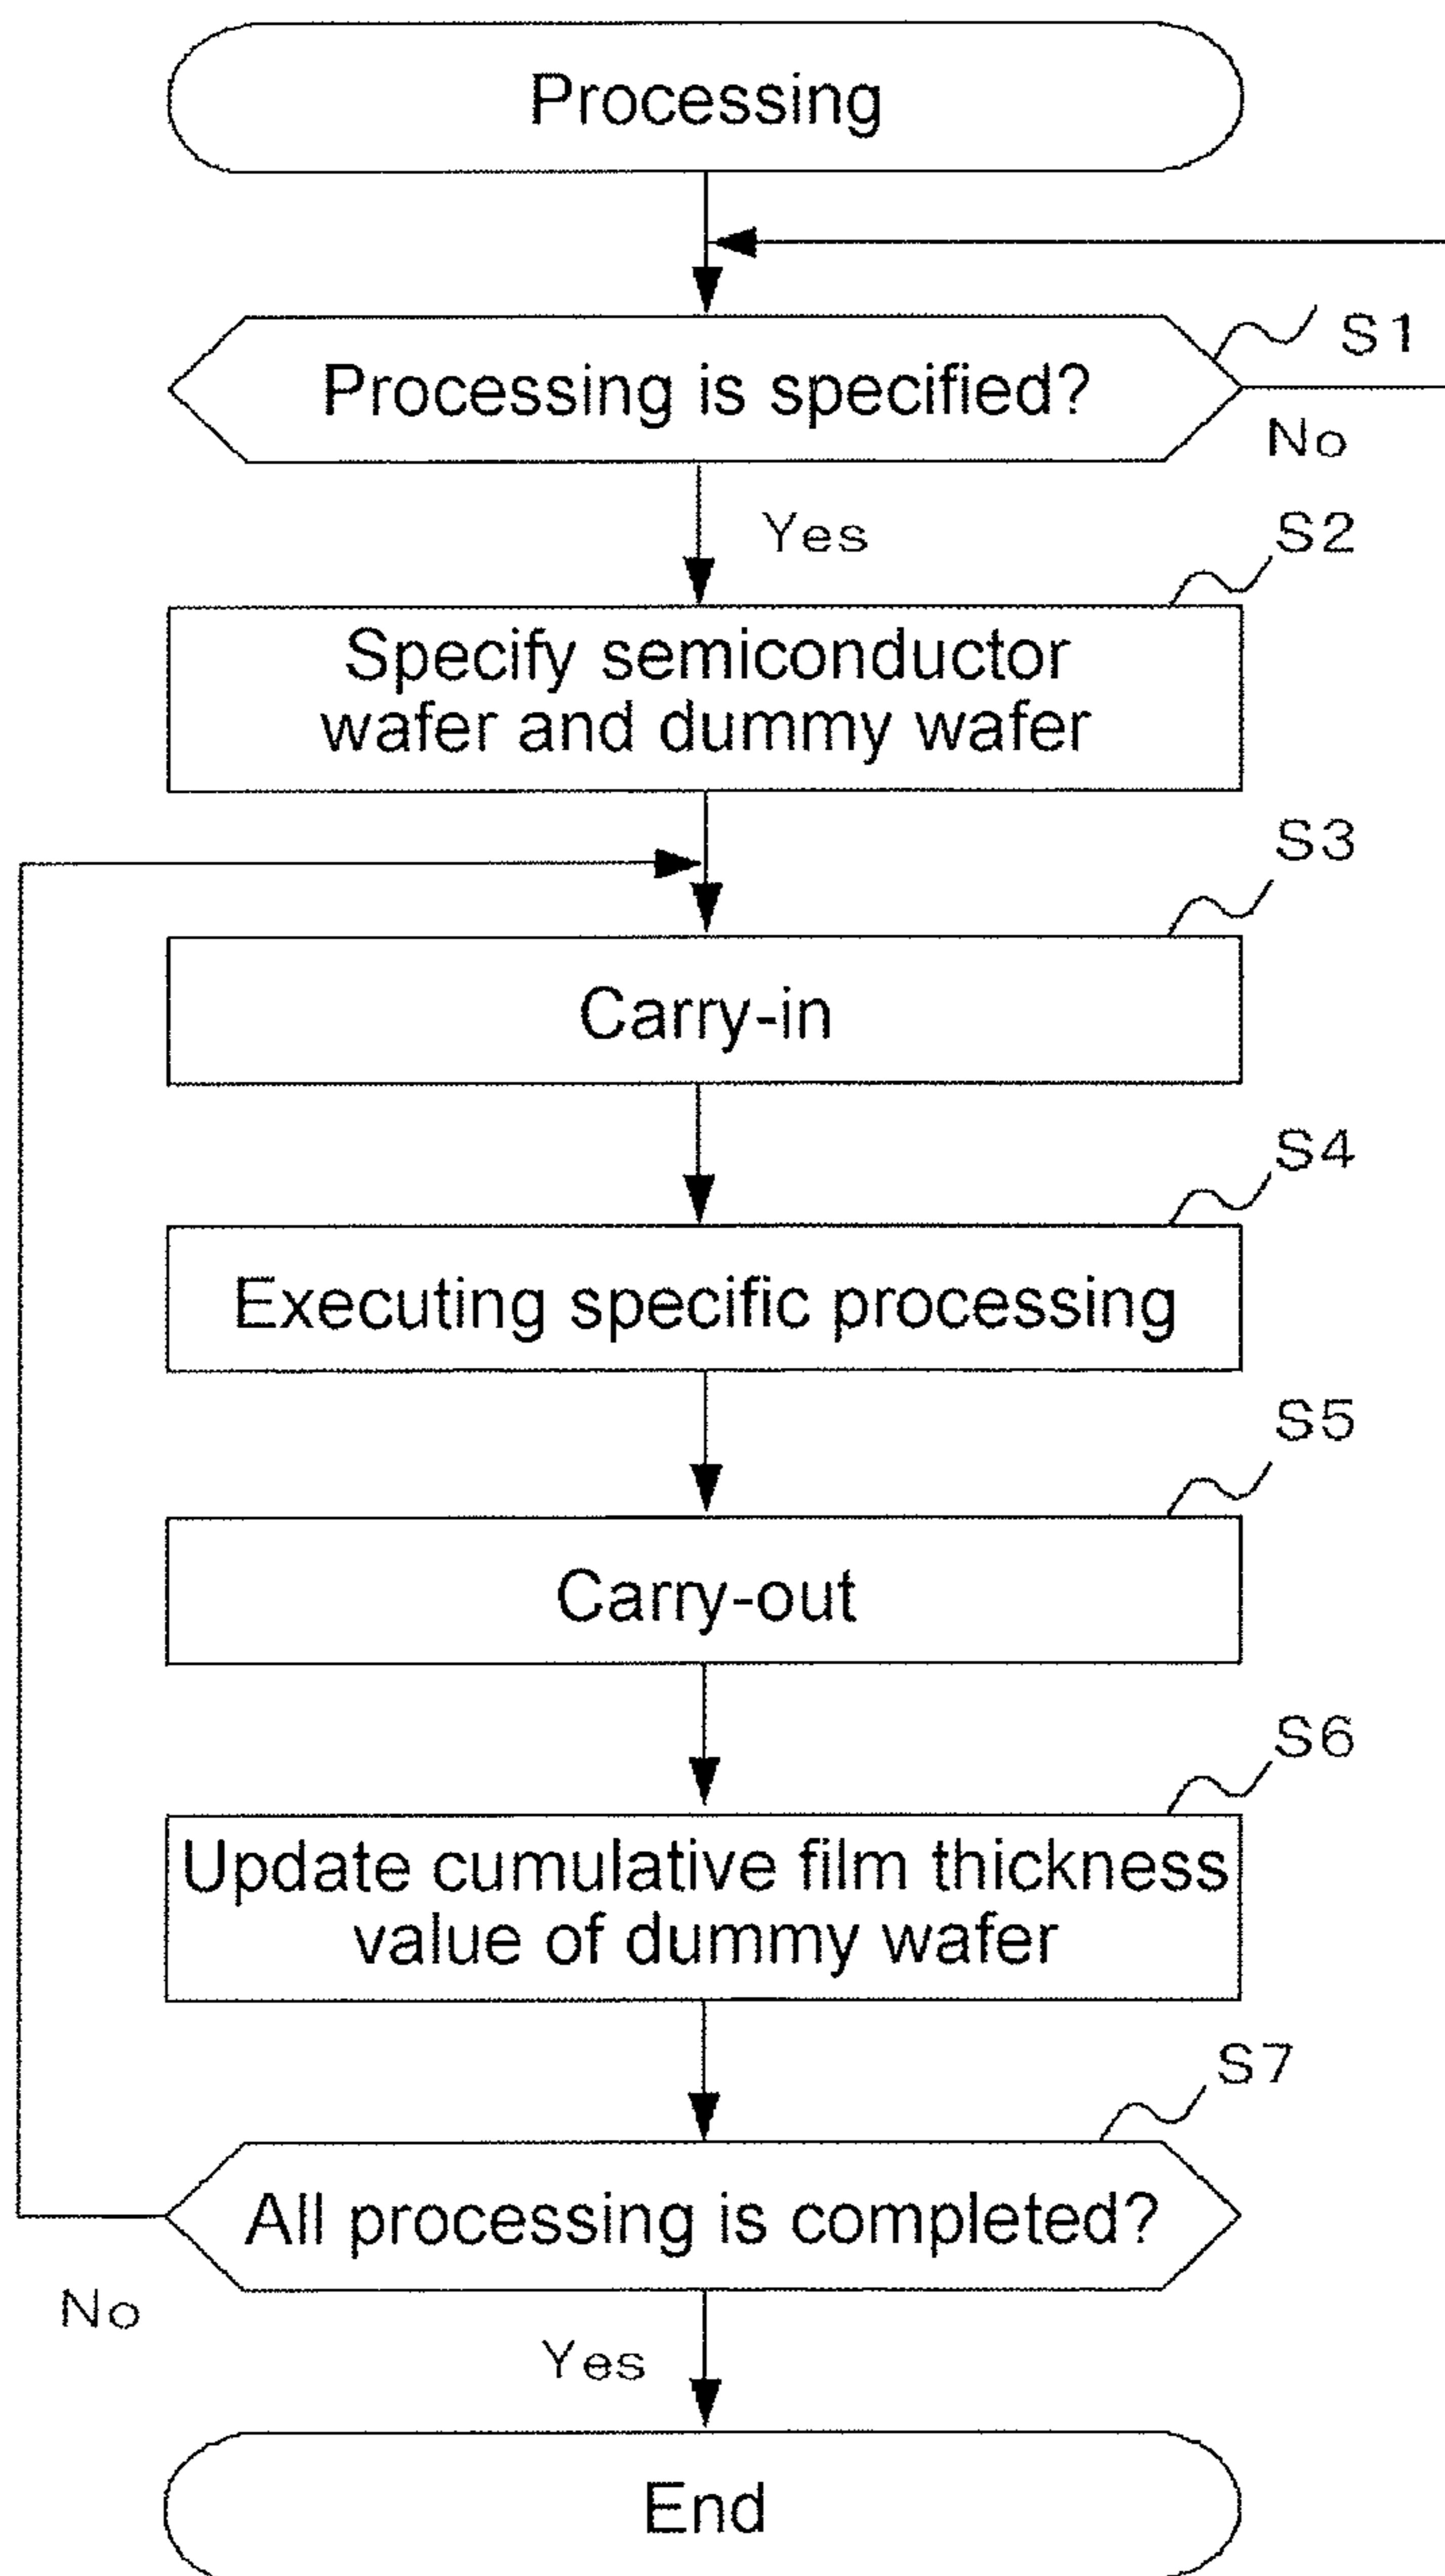 Processing
S1
Processing is specified?
No
Yes
S2
Specify semiconductor
wafer and dummy wafer
S3
Carry-in
S4
Executing specific processing
S5
Carry-out
S6
Update cumulative film thickness
value of dummy wafer
S7
All processing is completed?
No
Yes
End